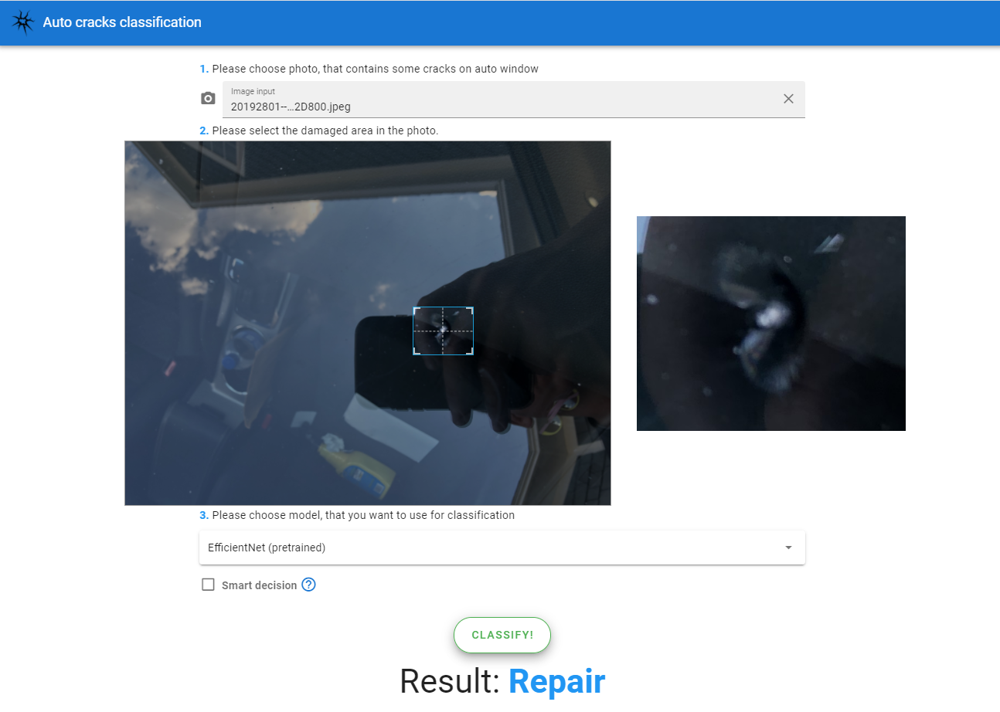 Auto cracks classification
1. Please choose photo, that contains some cracks on auto window
Image input
20192801--...2D800.jpeg
2. Please select the damaged area in the photo.
3. Please choose model, that you want to use for classification
EfficientNet (pretrained)
Smart decision ?
CLASSIFY!
Result: Repair